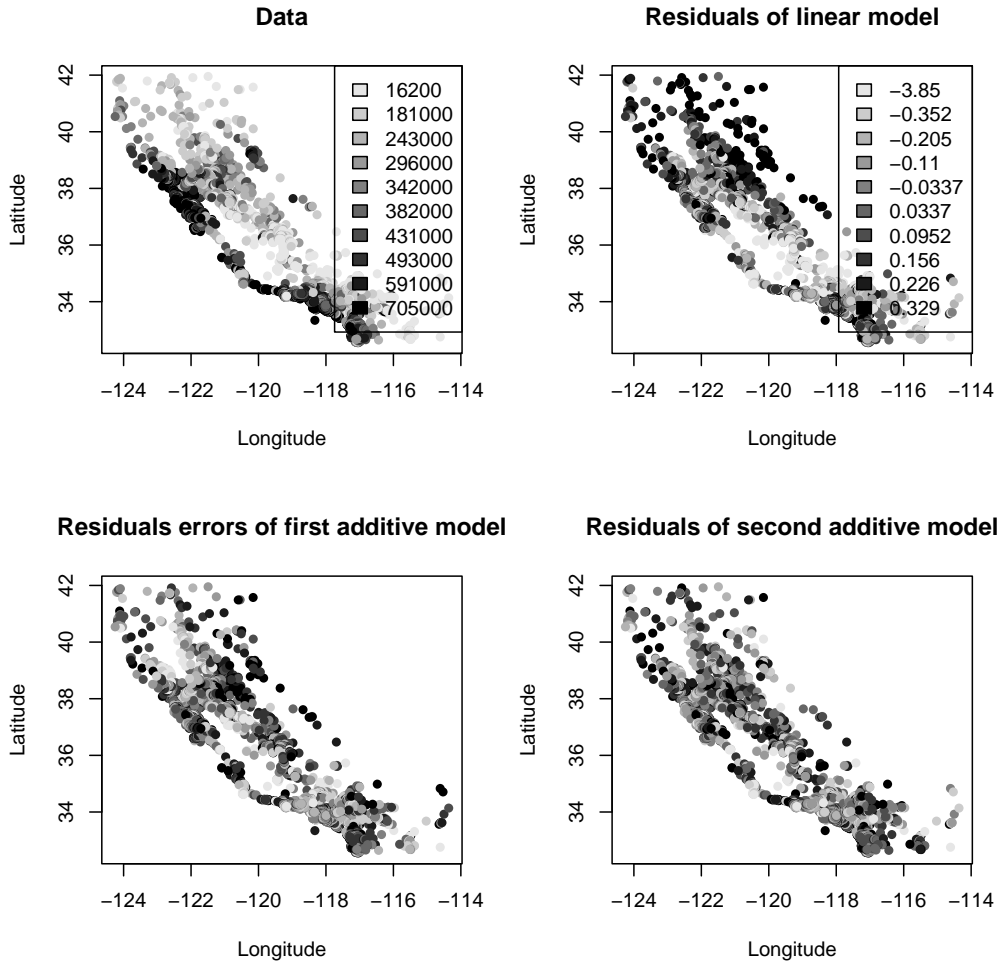 Data
Latitude
42
40
38
36
34
16200
181000
243000
296000
342000
382000
431000
493000
591000
705000
−124 −122 −120 −118 −116 −114
Longitude
Residuals of linear model
Latitude
42
40
38
36
34
−3.85
−0.352
−0.205
−0.11
−0.0337
0.0337
0.0952
0.156
0.226
0.329
−124 −122 −120 −118 −116 −114
Longitude
Residuals errors of first additive model
Latitude
42
40
38
36
34
−124 −122 −120 −118 −116 −114
Longitude
Residuals of second additive model
Latitude
42
40
38
36
34
−124 −122 −120 −118 −116 −114
Longitude